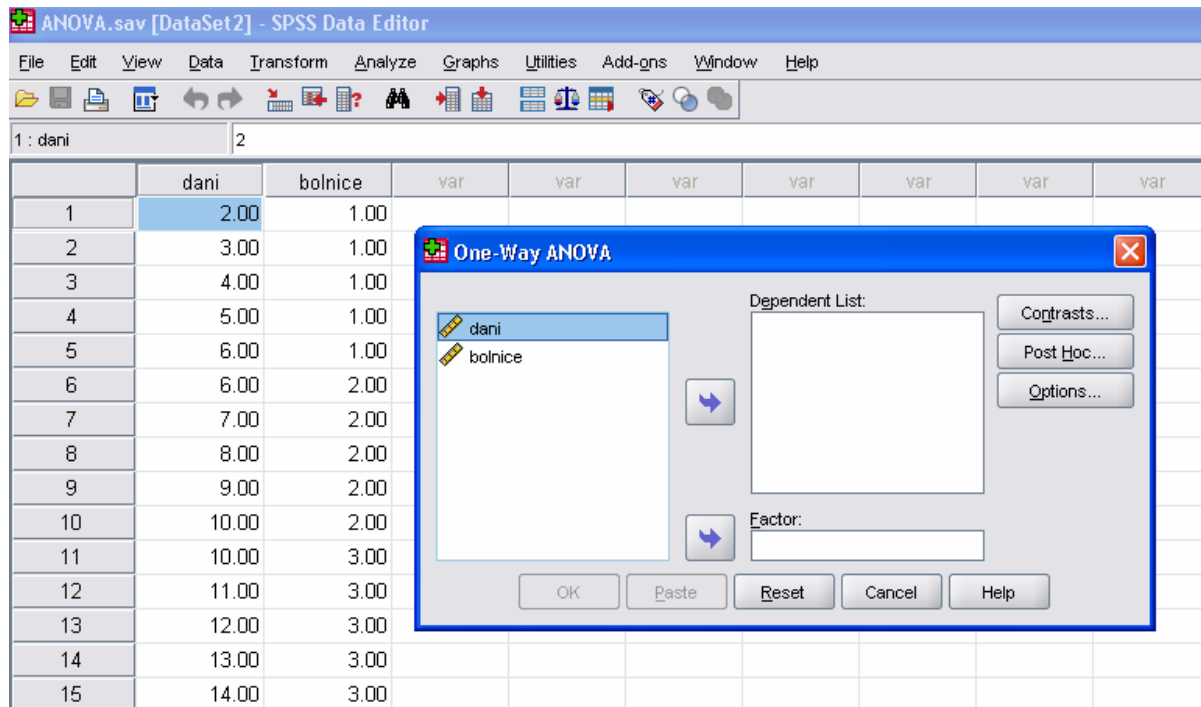 ANOVA.sav [DataSet2] - SPSS Data Editor
File Edit View Data Transform Analyze Graphs Utilities Add-ons Window Help
1 : dani 2
dani bolnice var var var var var var var
1 2.00 1.00
2 3.00 1.00
3 4.00 1.00
4 5.00 1.00
5 6.00 1.00
6 6.00 2.00
7 7.00 2.00
8 8.00 2.00
9 9.00 2.00
10 10.00 2.00
11 10.00 3.00
12 11.00 3.00
13 12.00 3.00
14 13.00 3.00
15 14.00 3.00
One-Way ANOVA
dani
bolnice
Dependent List:
Factor:
Contrasts...
Post Hoc...
Options...
OK Paste Reset Cancel Help